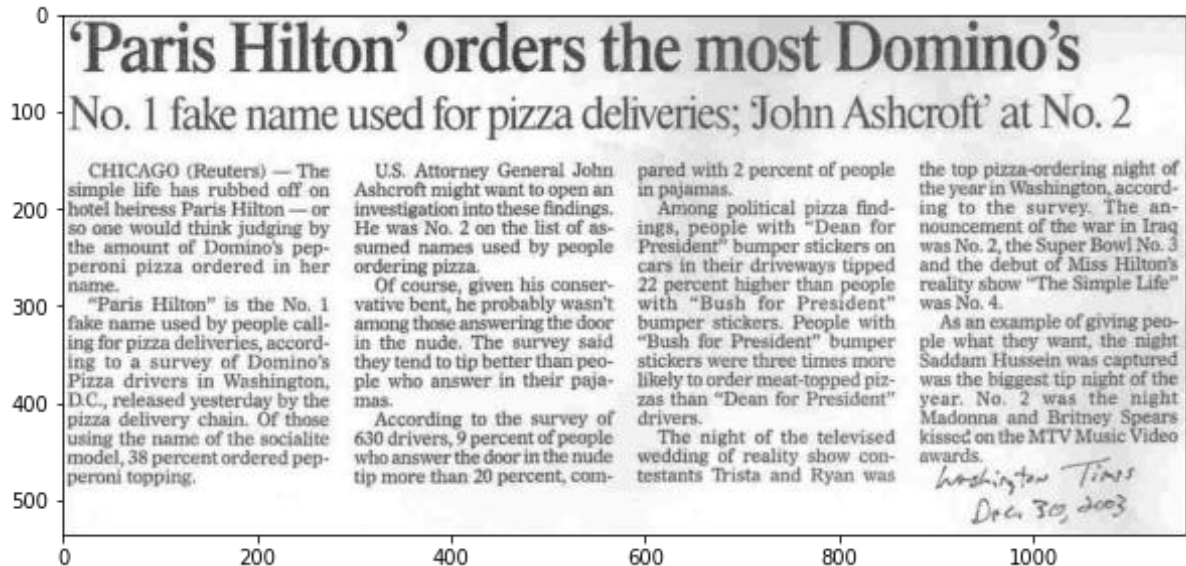 'Paris Hilton' orders the most Domino's
No. 1 fake name used for pizza deliveries; 'John Ashcroft' at No. 2
CHICAGO (Reuters) — The
simple life has rubbed off on
hotel heiress Paris Hilton — or
so one would think judging by
the amount of Domino's pep-
peroni pizza ordered in her
name.
"Paris Hilton" is the No. 1
fake name used by people call-
ing for pizza deliveries, accord-
ing to a survey of Domino's
Pizza drivers in Washington,
D.C., released yesterday by the
pizza delivery chain. Of those
using the name of the socialite
model, 38 percent ordered pep-
peroni topping.
U.S. Attorney General John
Ashcroft might want to open an
investigation into these findings.
He was No. 2 on the list of as-
sumed names used by people
ordering pizza.
Of course, given his conser-
vative bent, he probably wasn't
among those answering the door
in the nude. The survey said
they tend to tip better than peo-
ple who answer in their paja-
mas.
According to the survey of
630 drivers, 9 percent of people
who answer the door in the nude
tip more than 20 percent, com-
pared with 2 percent of people
in pajamas.
Among political pizza find-
ings, people with "Dean for
President" bumper stickers on
cars in their driveways tipped
22 percent higher than people
with "Bush for President"
bumper stickers. People with
"Bush for President" bumper
stickers were three times more
likely to order meat-topped piz-
zas than "Dean for President"
drivers.
The night of the televised
wedding of reality show con-
testants Trista and Ryan was
the top pizza-ordering night of
the year in Washington, accord-
ing to the survey. The an-
nouncement of the war in Iraq
was No. 2, the Super Bowl No. 3
and the debut of Miss Hilton's
reality show "The Simple Life"
was No. 4.
As an example of giving peo-
ple what they want, the night
Saddam Hussein was captured
was the biggest tip night of the
year. No. 2 was the night
Madonna and Britney Spears
kissed on the MTV Music Video
awards.
Washington Times
Dec. 30, 2003
0
100
200
300
400
500
0 200 400 600 800 1000